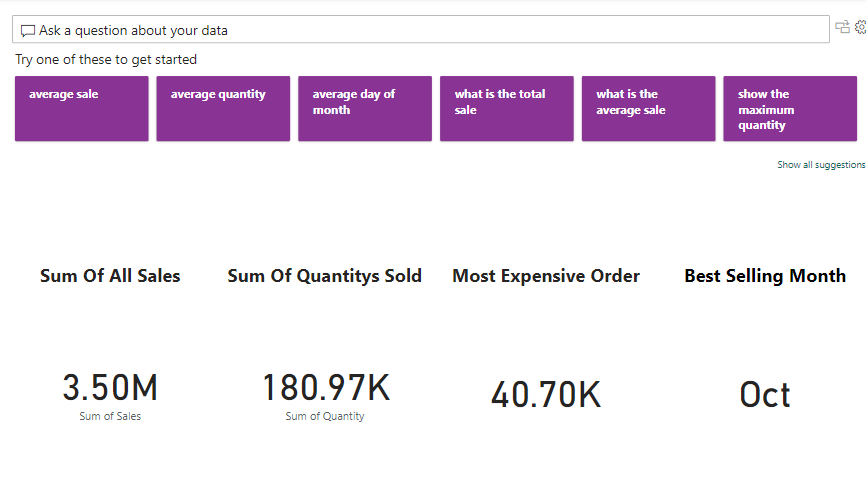 Ask a question about your data
Try one of these to get started
average sale
average quantity
average day of
month
what is the total
sale
what is the
average sale
show the
maximum
quantity
Show all suggestions
Sum Of All Sales
Sum Of Quantitys Sold
Most Expensive Order
Best Selling Month
3.50M
Sum of Sales
180.97K
Sum of Quantity
40.70K
Oct